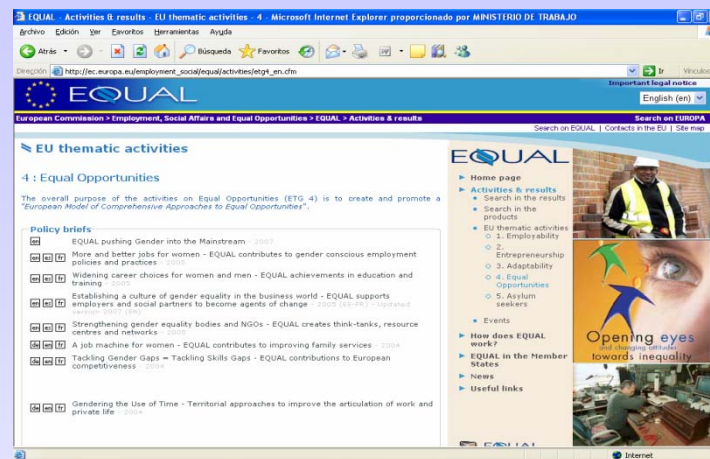 EQUAL - Activities & results - EU thematic activities - 4 - Microsoft Internet Explorer proporcionado por MINISTERIO DE TRABAJO
Archivo Edición Ver Favoritos Herramientas Ayuda
Atrás Búsqueda Favoritos
Dirección http://ec.europa.eu/employment_social/equal/activities/etg4_en.cfm Ir Vínculos
Important legal notice
EQUAL
English (en)
European Commission > Employment, Social Affairs and Equal Opportunities > EQUAL > Activities & results Search on EUROPA
Search on EQUAL | Contacts in the EU | Site map
EU thematic activities
4 : Equal Opportunities
The overall purpose of the activities on Equal Opportunities (ETG 4) is to create and promote a
"European Model of Comprehensive Approaches to Equal Opportunities".
Policy briefs
en EQUAL pushing Gender into the Mainstream - 2007
en es fr More and better jobs for women - EQUAL contributes to gender conscious employment
policies and practices - 2005
en es fr Widening career choices for women and men - EQUAL achievements in education and
training - 2005
en es fr Establishing a culture of gender equality in the business world - EQUAL supports
employers and social partners to become agents of change - 2005 (ES-FR) - Updated
version 2007 (EN)
en es fr Strengthening gender equality bodies and NGOs - EQUAL creates think-tanks, resource
centres and networks - 2005
de en fr A job machine for women - EQUAL contributes to improving family services - 2004
de en fr Tackling Gender Gaps = Tackling Skills Gaps - EQUAL contributions to European
competitiveness - 2004
de en fr Gendering the Use of Time - Territorial approaches to improve the articulation of work and
private life - 2004
EQUAL
Home page
Activities & results
Search in the results
Search in the
products
EU thematic activities
1. Employability
2.
Entrepreneurship
3. Adaptability
4. Equal
Opportunities
5. Asylum
seekers
Events
How does EQUAL
work?
EQUAL in the Member
States
News
Useful links
EQUAL
Opening eyes
and changing attitudes
towards inequality
Internet